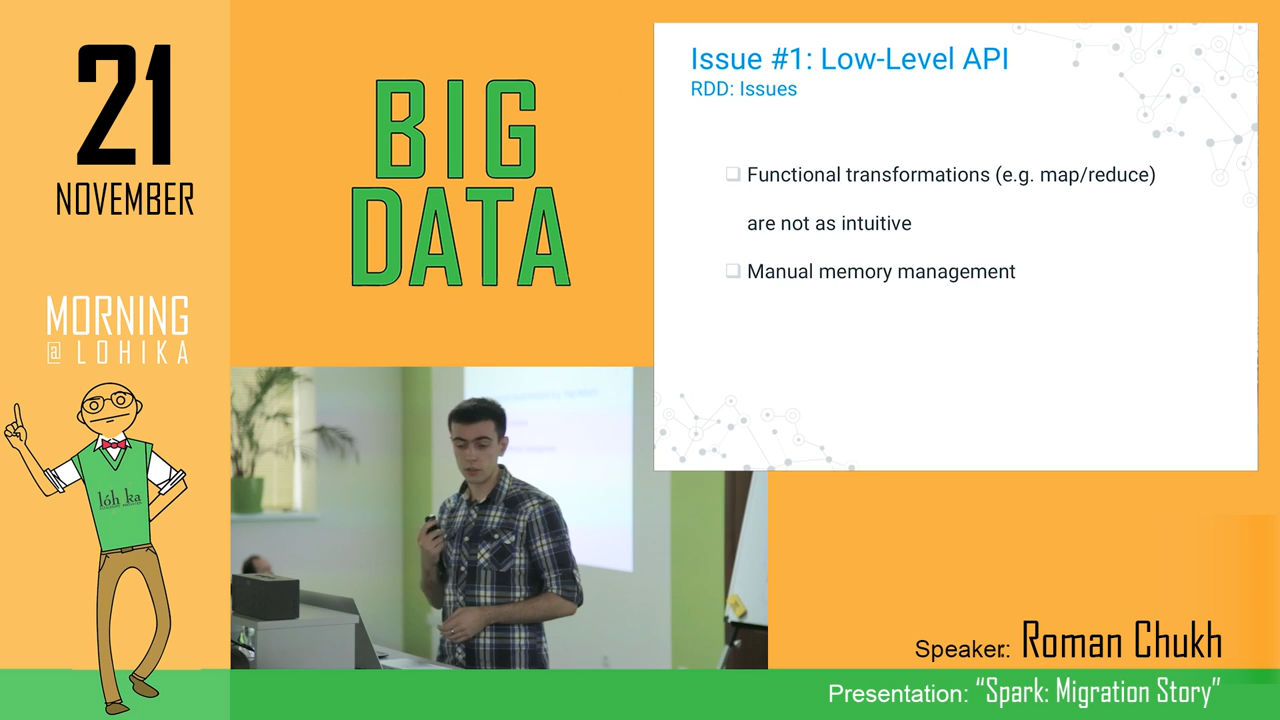 21
NOVEMBER
MORNING
@ LOHIKA
lóh ka
BIG
DATA
Issue #1: Low-Level API
RDD: Issues
Functional transformations (e.g. map/reduce)
are not as intuitive
Manual memory management
Speaker:: Roman Chukh
Presentation: “Spark: Migration Story”